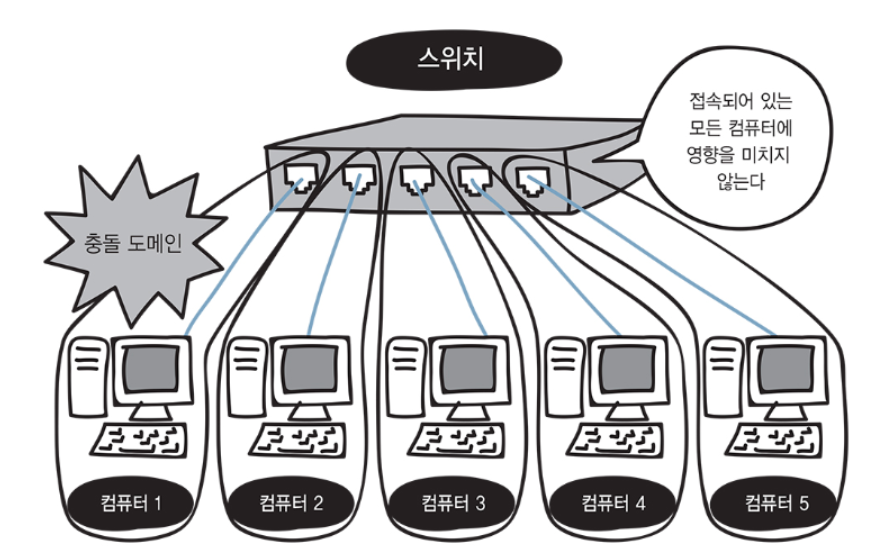 스위치
접속되어 있는
모든 컴퓨터에
영향을 미치지
않는다
충돌 도메인
컴퓨터 1
컴퓨터 2
컴퓨터 3
컴퓨터 4
컴퓨터 5